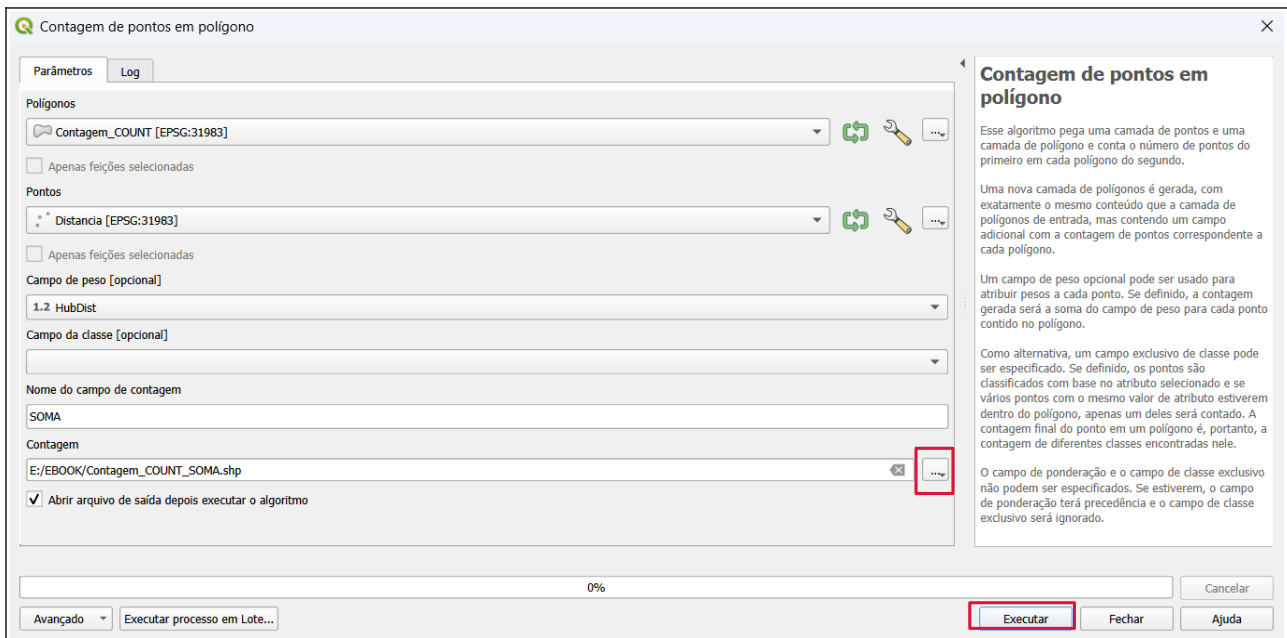 Contagem de pontos em polígono
Parâmetros
Log
Polígonos
Contagem_COUNT [EPSG:31983]
...
Apenas feições selecionadas
Pontos
Distancia [EPSG:31983]
...
Apenas feições selecionadas
Campo de peso [opcional]
1.2 HubDist
Campo da classe [opcional]
Nome do campo de contagem
SOMA
Contagem
E:/EBOOK/Contagem_COUNT_SOMA.shp
...
Abrir arquivo de saída depois executar o algoritmo
Contagem de pontos em
polígono
Esse algoritmo pega uma camada de pontos e uma
camada de polígono e conta o número de pontos do
primeiro em cada polígono do segundo.
Uma nova camada de polígonos é gerada, com
exatamente o mesmo conteúdo que a camada de
polígonos de entrada, mas contendo um campo
adicional com a contagem de pontos correspondente a
cada polígono.
Um campo de peso opcional pode ser usado para
atribuir pesos a cada ponto. Se definido, a contagem
gerada será a soma do campo de peso para cada ponto
contido no polígono.
Como alternativa, um campo exclusivo de classe pode
ser especificado. Se definido, os pontos são
classificados com base no atributo selecionado e se
vários pontos com o mesmo valor de atributo estiverem
dentro do polígono, apenas um deles será contado. A
contagem final do ponto em um polígono é, portanto, a
contagem de diferentes classes encontradas nele.
O campo de ponderação e o campo de classe exclusivo
não podem ser especificados. Se estiverem, o campo
de ponderação terá precedência e o campo de classe
exclusivo será ignorado.
0%
Cancelar
Avançado
Executar processo em Lote...
Executar
Fechar
Ajuda